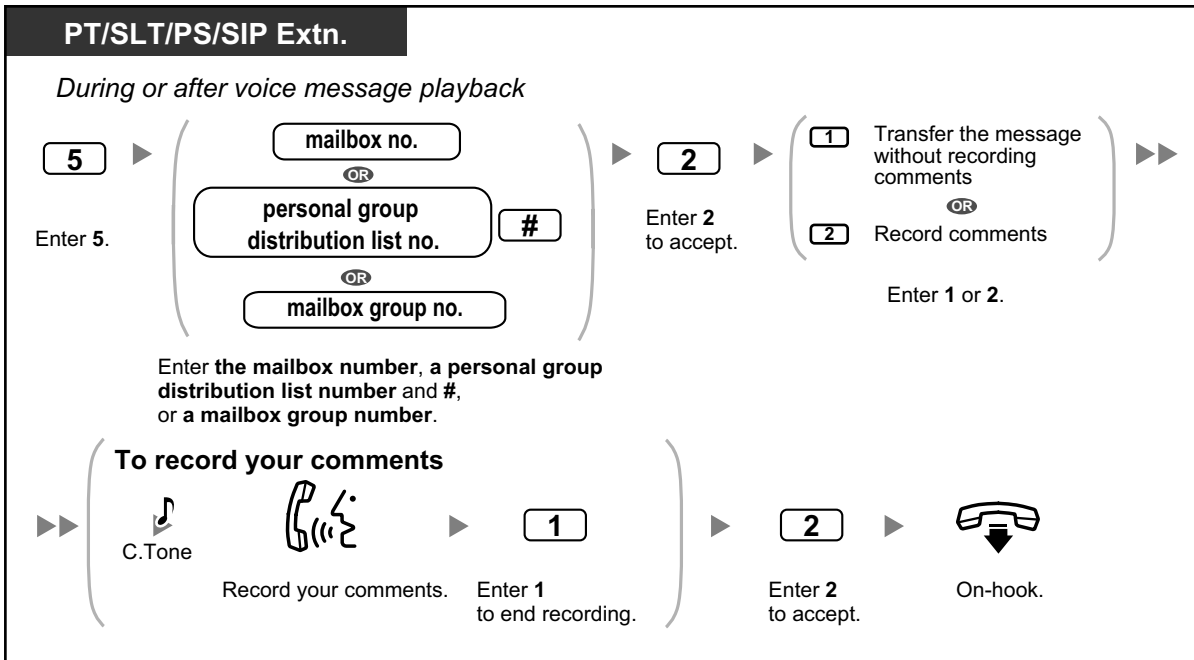 PT/SLT/PS/SIP Extn.
During or after voice message playback
5
Enter 5.
mailbox no.
OR
personal group
distribution list no.
#
OR
mailbox group no.
Enter the mailbox number, a personal group
distribution list number and #,
or a mailbox group number.
2
Enter 2
to accept.
1 Transfer the message
without recording
comments
OR
2 Record comments
Enter 1 or 2.
To record your comments
C.Tone
Record your comments.
1
Enter 1
to end recording.
2
Enter 2
to accept.
On-hook.